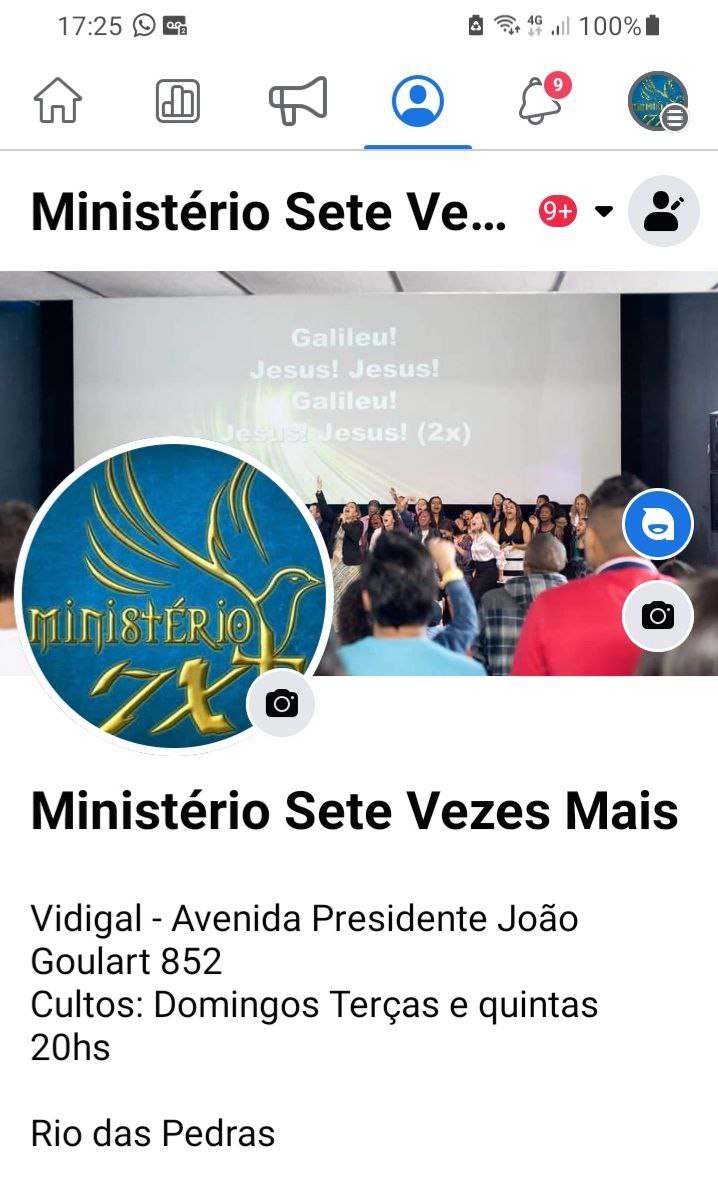 17:25
4G
100%
9
Ministério Sete Ve...
9+
Galileu!
Jesus! Jesus!
Galileu!
Jesus! Jesus! (2x)
MINISTÉRIO
7X+
Ministério Sete Vezes Mais
Vidigal - Avenida Presidente João
Goulart 852
Cultos: Domingos Terças e quintas
20hs
Rio das Pedras